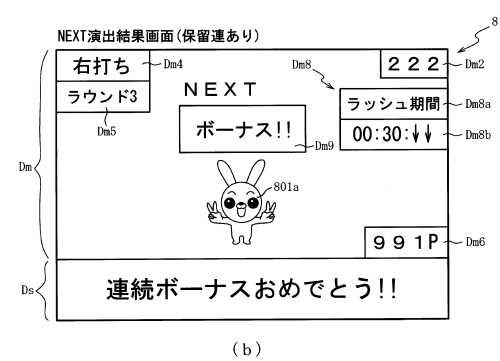 NEXT演出結果画面(保留連あり)
8
右打ち
Dm4
222
Dm2
ラウンド3
Dm5
NEXT
Dm8
ラッシュ期間
Dm8a
ボーナス!!
Dm9
00:30:↓↓
Dm8b
Dm
801a
991P
Dm6
Ds
連続ボーナスおめでとう!!
(b)